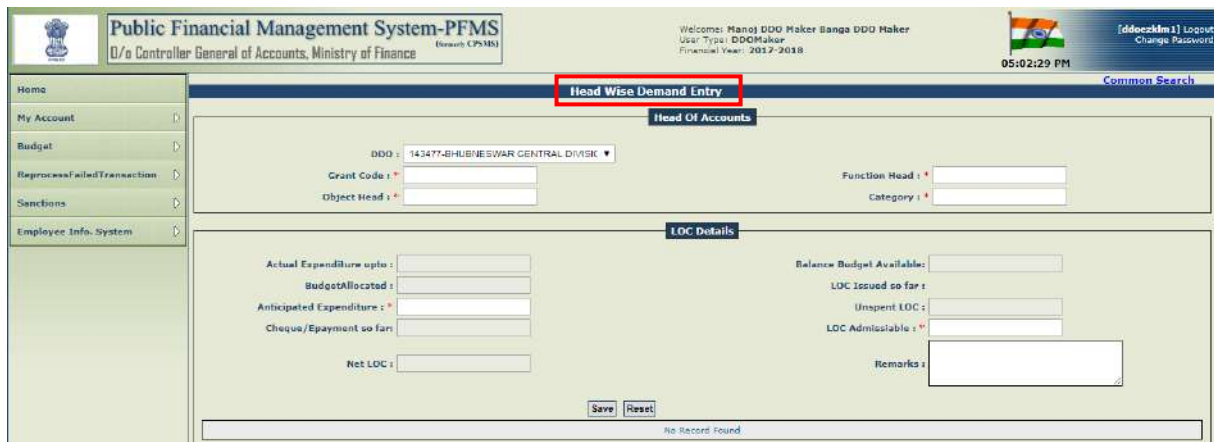 Public Financial Management System-PFMS
(formerly CPSMS)
O/o Controller General of Accounts, Ministry of Finance
Welcome: Manoj DDO Maker Banga DDO Maker
User Type: DDOMaker
Financial Year: 2017-2018
05:02:29 PM
[ddoezklm1] Logout
Change Password
Common Search
Home
My Account
Budget
ReprocessFailedTransaction
Sanctions
Employee Info. System
Head Wise Demand Entry
Head Of Accounts
DDO : 143477-BHUBNESWAR CENTRAL DIVISIC
Grant Code : * Function Head : *
Object Head : * Category : *
LOC Details
Actual Expenditure upto : Balance Budget Available:
BudgetAllocated : LOC Issued so far :
Anticipated Expenditure : * Unspent LOC :
Cheque/Epayment so far: LOC Admissiable : *
Net LOC : Remarks :
Save Reset
No Record Found